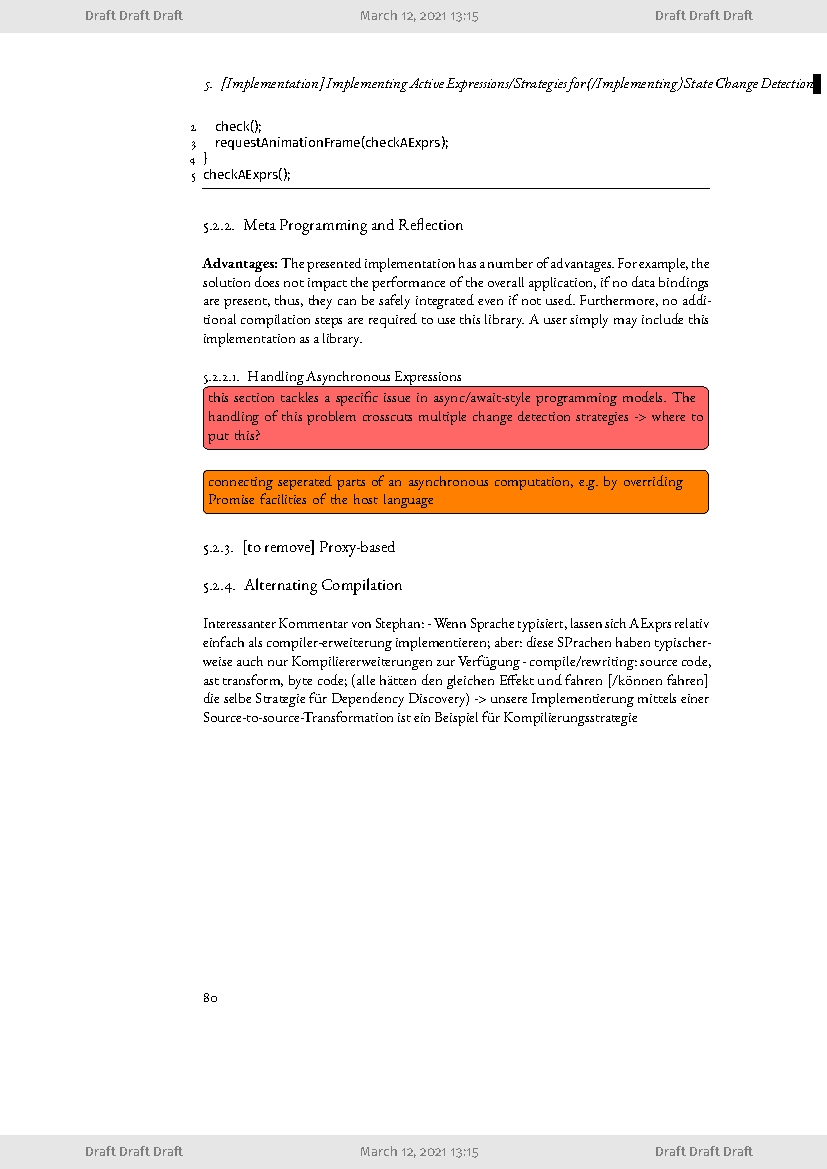 Draft Draft Draft March 12, 2021 13:15 Draft Draft Draft
5. [Implementation] Implementing Active Expressions/Strategies for (/Implementing) State Change Detection
2 check();
3 requestAnimationFrame(checkAExprs);
4 }
5 checkAExprs();
5.2.2. Meta Programming and Reflection
Advantages: The presented implementation has a number of advantages. For example, the
solution does not impact the performance of the overall application, if no data bindings
are present, thus, they can be safely integrated even if not used. Furthermore, no addi-
tional compilation steps are required to use this library. A user simply may include this
implementation as a library.
5.2.2.1. Handling Asynchronous Expressions
this section tackles a specific issue in async/await-style programming models. The
handling of this problem crosscuts multiple change detection strategies -> where to
put this?
connecting seperated parts of an asynchronous computation, e.g. by overriding
Promise facilities of the host language
5.2.3. [to remove] Proxy-based
5.2.4. Alternating Compilation
Interessanter Kommentar von Stephan: - Wenn Sprache typisiert, lassen sich AExprs relativ
einfach als compiler-erweiterung implementieren; aber: diese SPrachen haben typischer-
weise auch nur Kompiliererweiterungen zur Verfügung - compile/rewriting: source code,
ast transform, byte code; (alle hätten den gleichen Effekt und fahren [/können fahren]
die selbe Strategie für Dependency Discovery) -> unsere Implementierung mittels einer
Source-to-source-Transformation ist ein Beispiel für Kompilierungsstrategie
80
Draft Draft Draft March 12, 2021 13:15 Draft Draft Draft